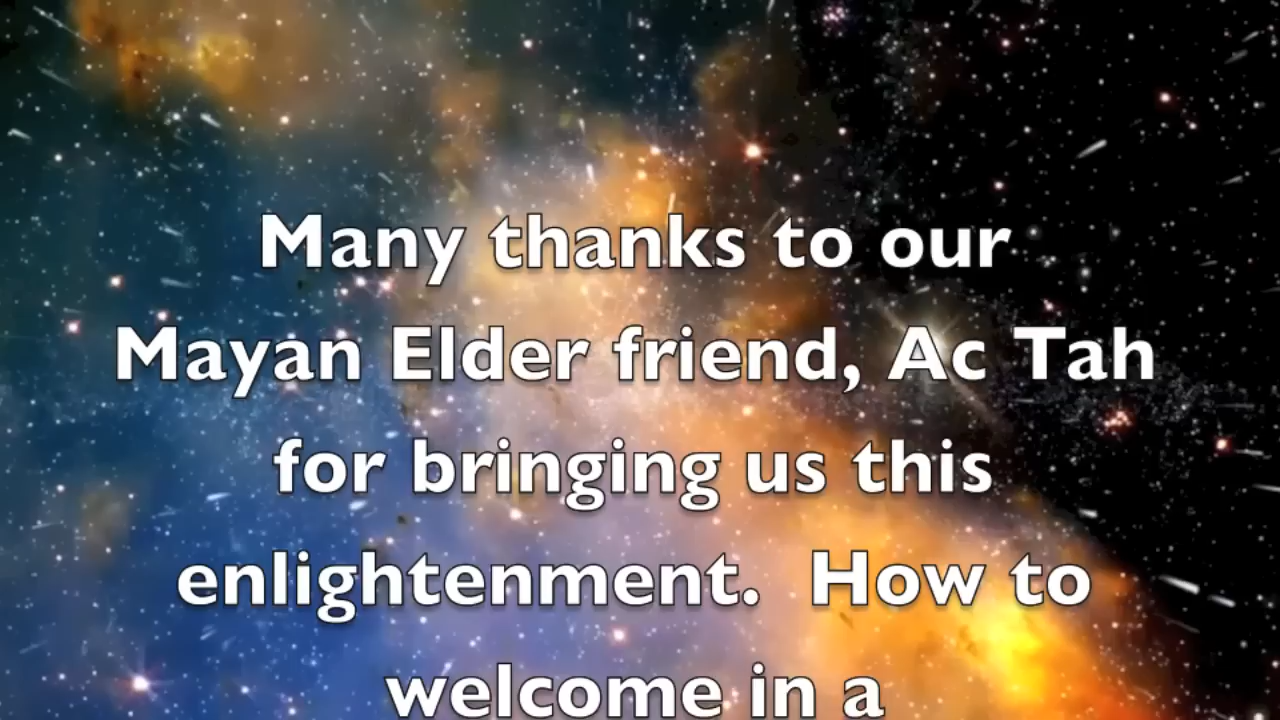 Many thanks to our
Mayan Elder friend, Ac Tah
for bringing us this
enlightenment.  How to
welcome in a